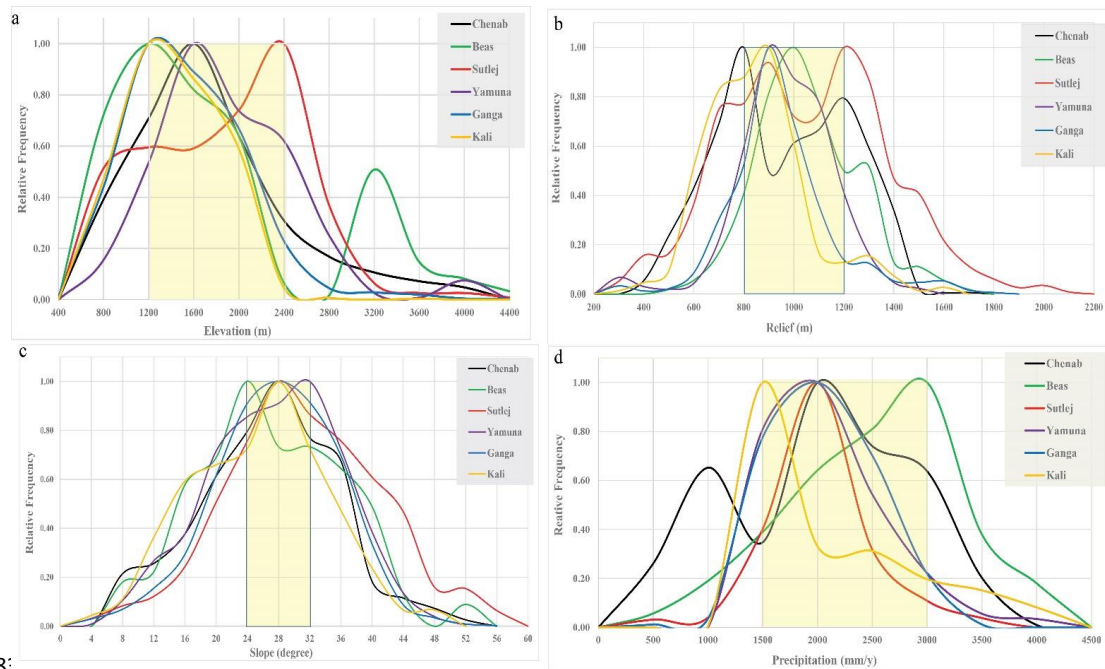 a
Chenab
Beas
Sutlej
Yamuna
Ganga
Kali
1,00
0,80
0,60
0,40
0,20
0,00
Relative Frequency
400 800 1200 1600 2000 2400 2800 3200 3600 4000 4400
Elevation (m)
b
Chenab
Beas
Sutlej
Yamuna
Ganga
Kali
1,00
0,80
0,60
0,40
0,20
0,00
Relative Frequency
200 400 600 800 1000 1200 1400 1600 1800 2000 2200
Relief (m)
c
Chenab
Beas
Sutlej
Yamuna
Ganga
Kali
1,00
0,80
0,60
0,40
0,20
0,00
Relative Frequency
0 4 8 12 16 20 24 28 32 36 40 44 48 52 56 60
Slope (degree)
d
Chenab
Beas
Sutlej
Yamuna
Ganga
Kali
1,00
0,80
0,60
0,40
0,20
0,00
Reative Frequency
0 500 1000 1500 2000 2500 3000 3500 4000 4500
Precipitation (mm/y)